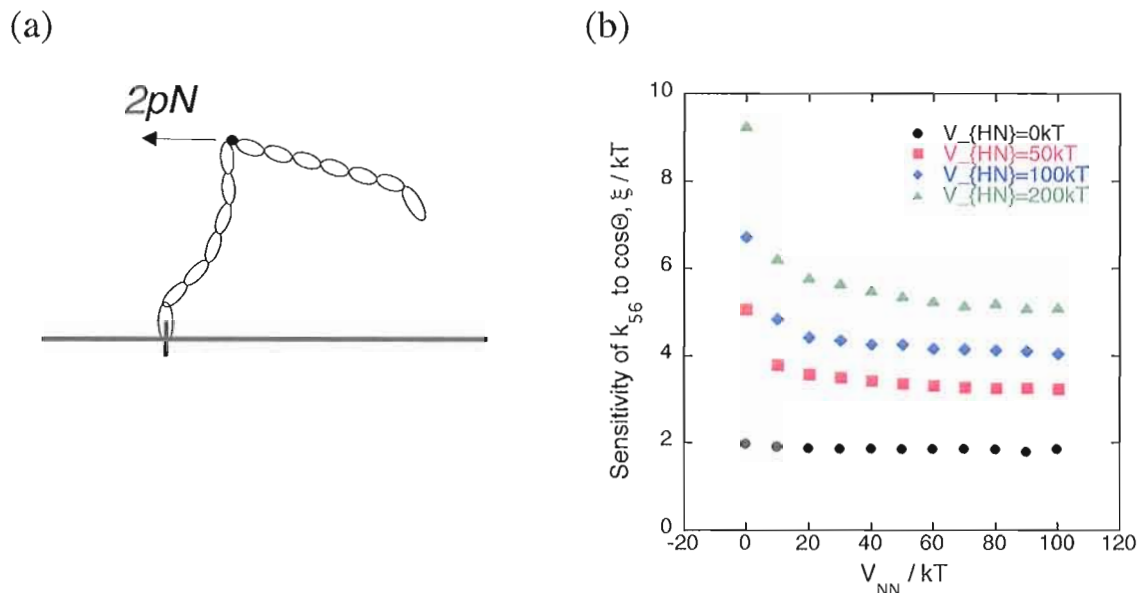 (a)
2pN
(b)
Sensitivity of k_56 to cosΘ, ξ / kT
10
8
6
4
2
0
V_{HN}=0kT
V_{HN}=50kT
V_{HN}=100kT
V_{HN}=200kT
-20 0 20 40 60 80 100 120
V_NN / kT